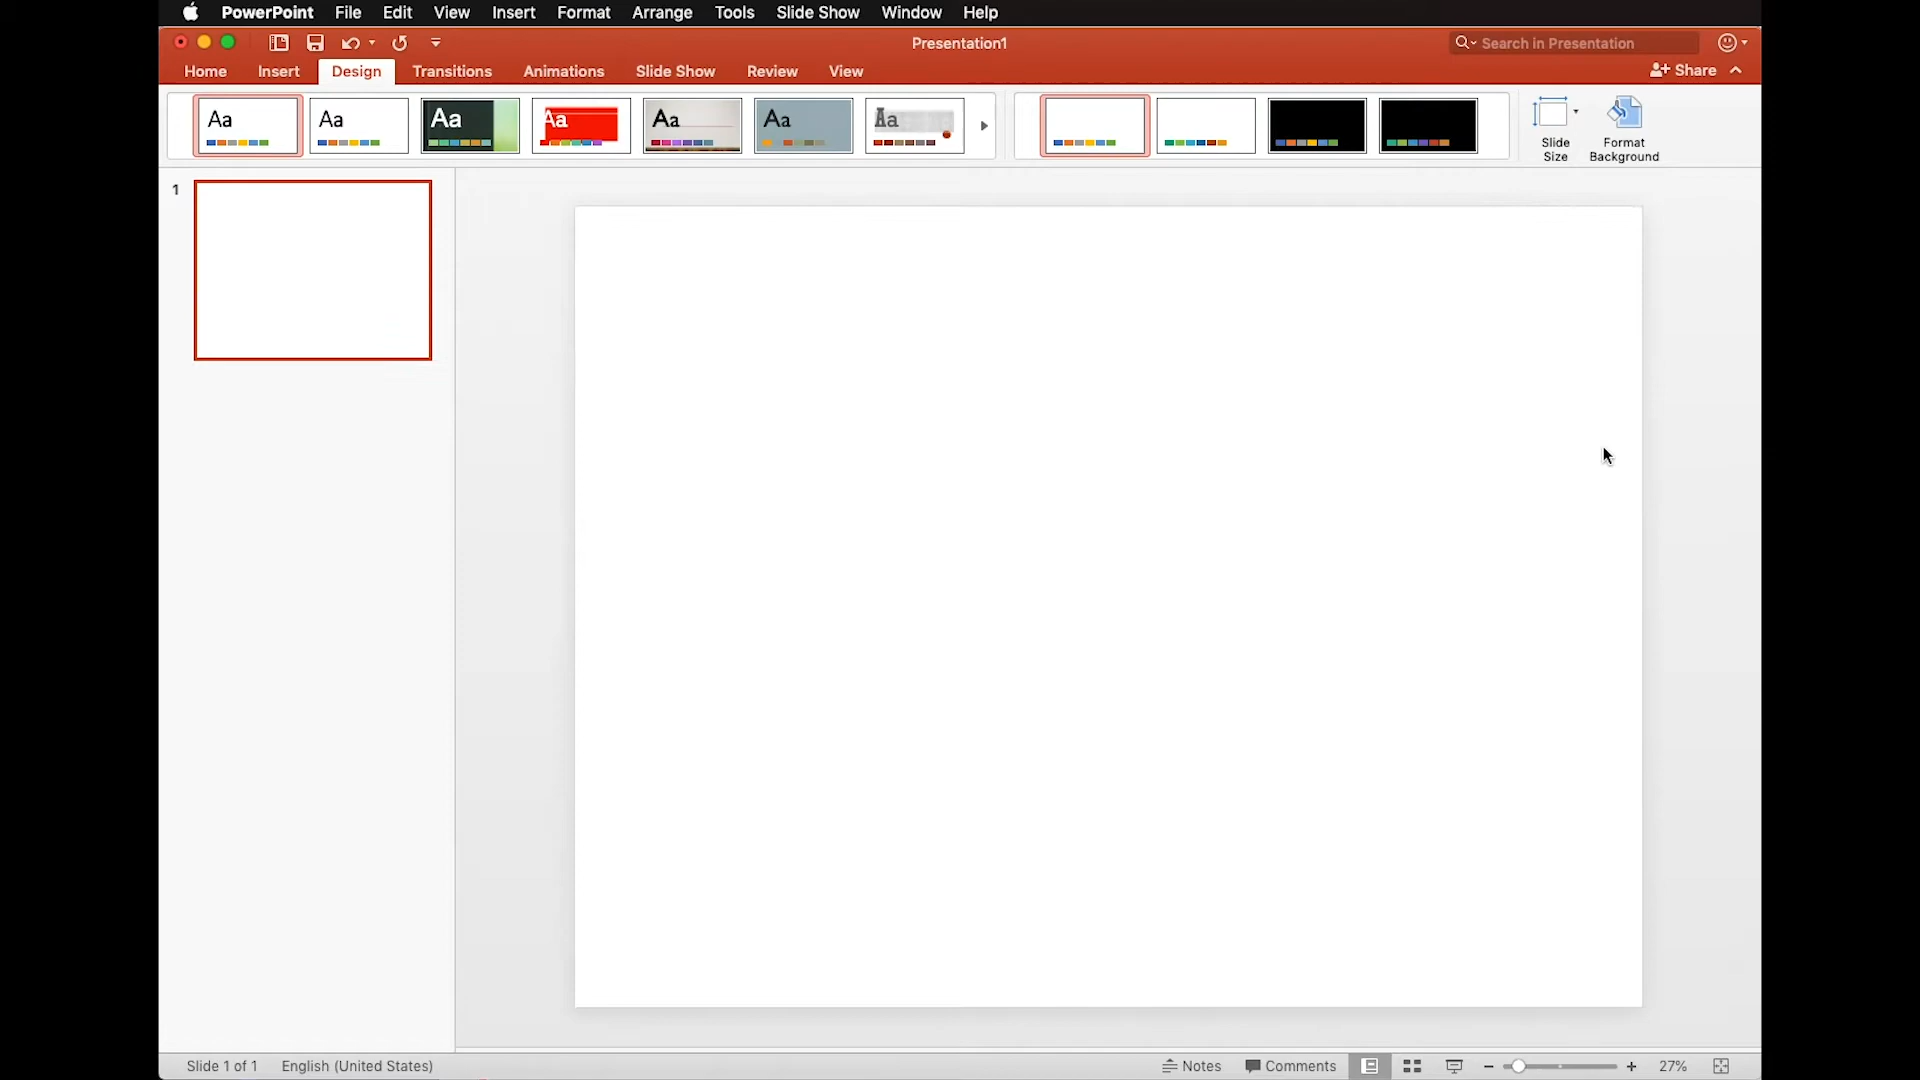 PowerPoint File Edit View Insert Format Arrange Tools Slide Show Window Help
Presentation1
Search in Presentation
Home Insert Design Transitions Animations Slide Show Review View
Share
Aa Aa Aa Aa Aa Aa Aa
Slide Size
Format Background
1
Slide 1 of 1 English (United States) Notes Comments 27%